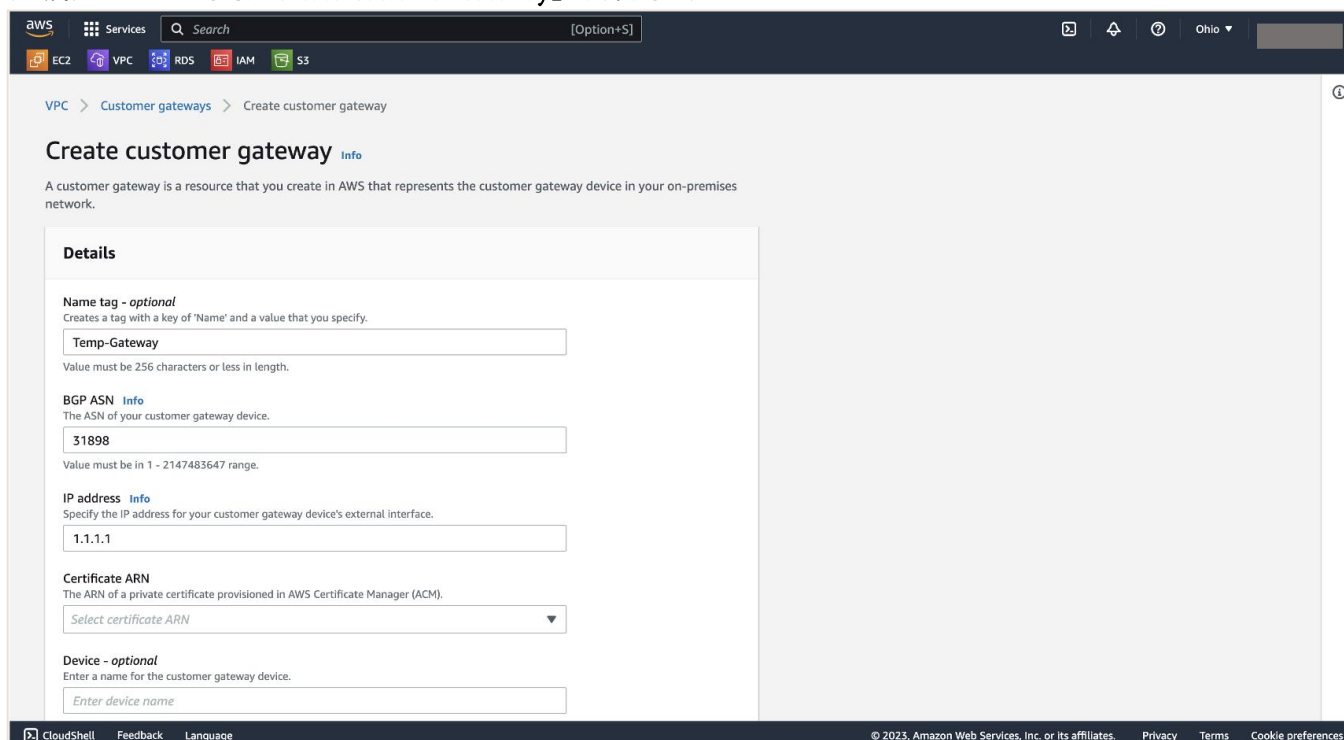 aws
Services
Search
[Option+S]
Ohio
EC2
VPC
RDS
IAM
S3
VPC > Customer gateways > Create customer gateway
Create customer gateway Info
A customer gateway is a resource that you create in AWS that represents the customer gateway device in your on-premises
network.
Details
Name tag - optional
Creates a tag with a key of 'Name' and a value that you specify.
Temp-Gateway
Value must be 256 characters or less in length.
BGP ASN Info
The ASN of your customer gateway device.
31898
Value must be in 1 - 2147483647 range.
IP address Info
Specify the IP address for your customer gateway device's external interface.
1.1.1.1
Certificate ARN
The ARN of a private certificate provisioned in AWS Certificate Manager (ACM).
Select certificate ARN
Device - optional
Enter a name for the customer gateway device.
Enter device name
CloudShell
Feedback
Language
© 2023, Amazon Web Services, Inc. or its affiliates.
Privacy
Terms
Cookie preferences